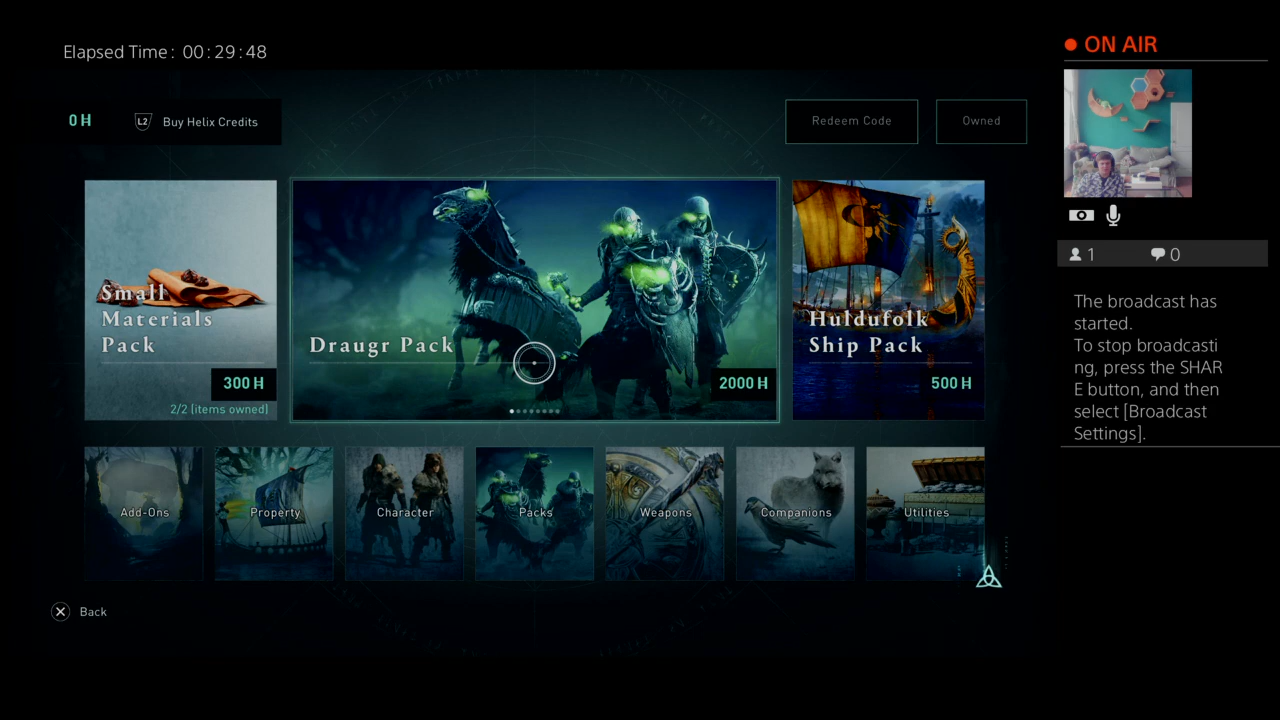 Elapsed Time: 00:29:48
ON AIR
0
L2
Buy Helix Credits
Redeem Code
Owned
Small
Materials
Pack
300
2/2 [items owned]
Draugr Pack
2000
Huldufolk
Ship Pack
500
Add-Ons
Property
Character
Packs
Weapons
Companions
Utilities
Back
1
0
The broadcast has
started.
To stop broadcasti
ng, press the SHAR
E button, and then
select [Broadcast
Settings].